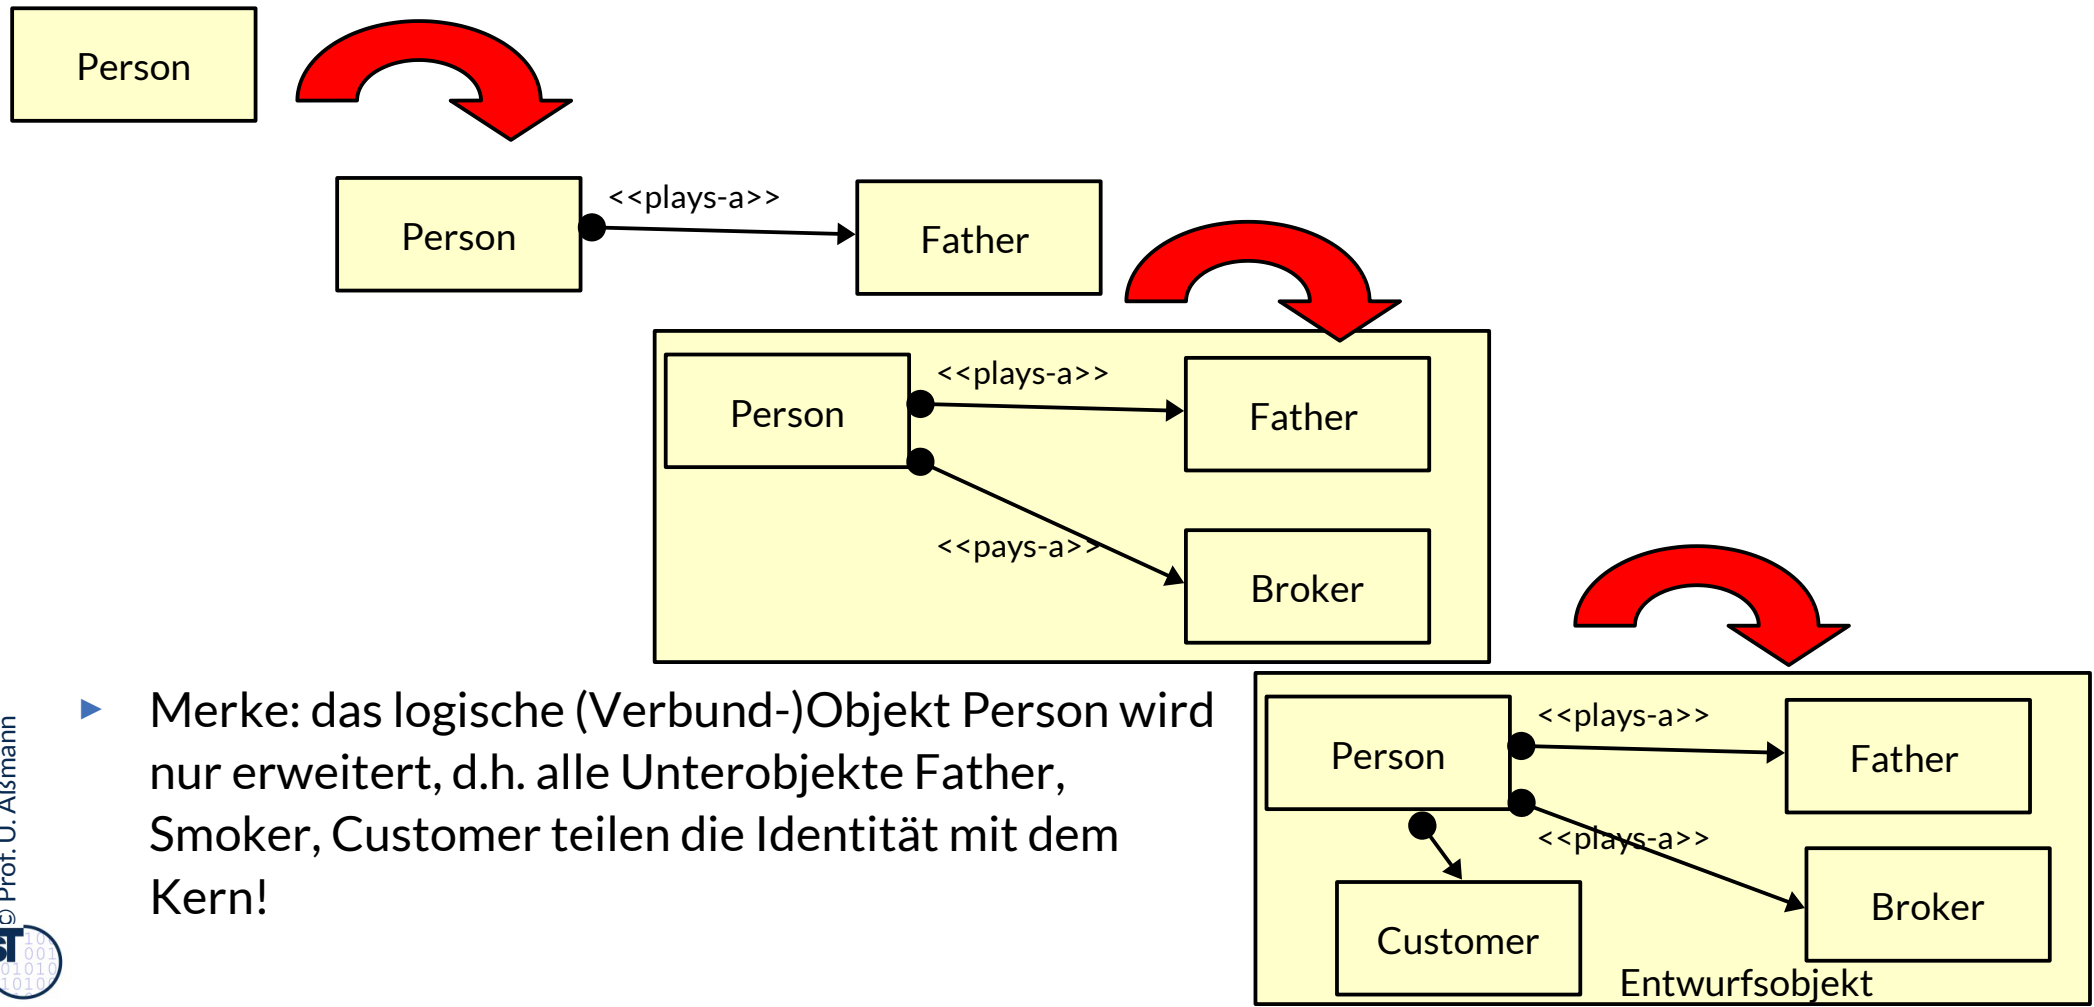 Person
<<plays-a>>
Person
Father
<<plays-a>>
Person
Father
<<pays-a>>
Broker
Merke: das logische (Verbund-)Objekt Person wird
nur erweitert, d.h. alle Unterobjekte Father,
Smoker, Customer teilen die Identität mit dem
Kern!
<<plays-a>>
Person
Father
<<plays-a>>
Broker
Customer
Entwurfsobjekt
© Prof. U. Aßmann